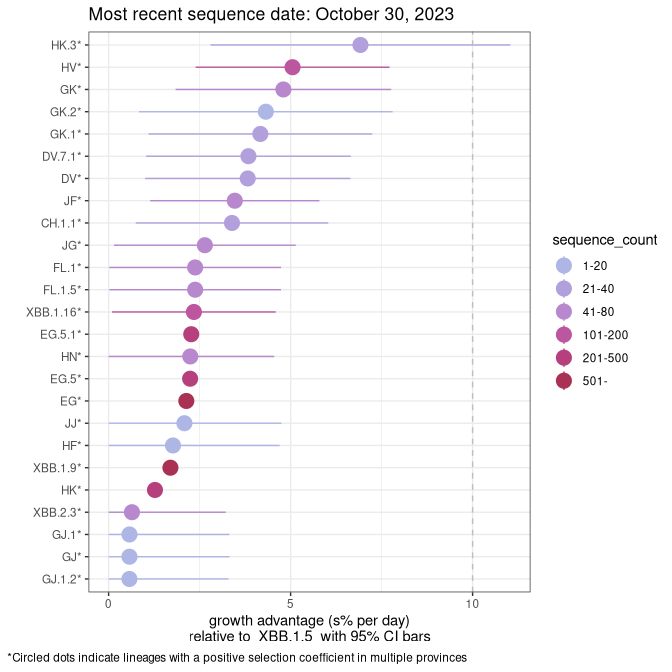 Most recent sequence date: October 30, 2023
HK.3*
HV*
GK*
GK.2*
GK.1*
DV.7.1*
DV*
JF*
CH.1.1*
JG*
FL.1*
FL.1.5*
XBB.1.16*
EG.5.1*
HN*
EG.5*
EG*
JJ*
HF*
XBB.1.9*
HK*
XBB.2.3*
GJ.1*
GJ*
GJ.1.2*
0 5 10
growth advantage (s% per day)
relative to XBB.1.5 with 95% CI bars
sequence_count
1-20
21-40
41-80
101-200
201-500
501-
*Circled dots indicate lineages with a positive selection coefficient in multiple provinces